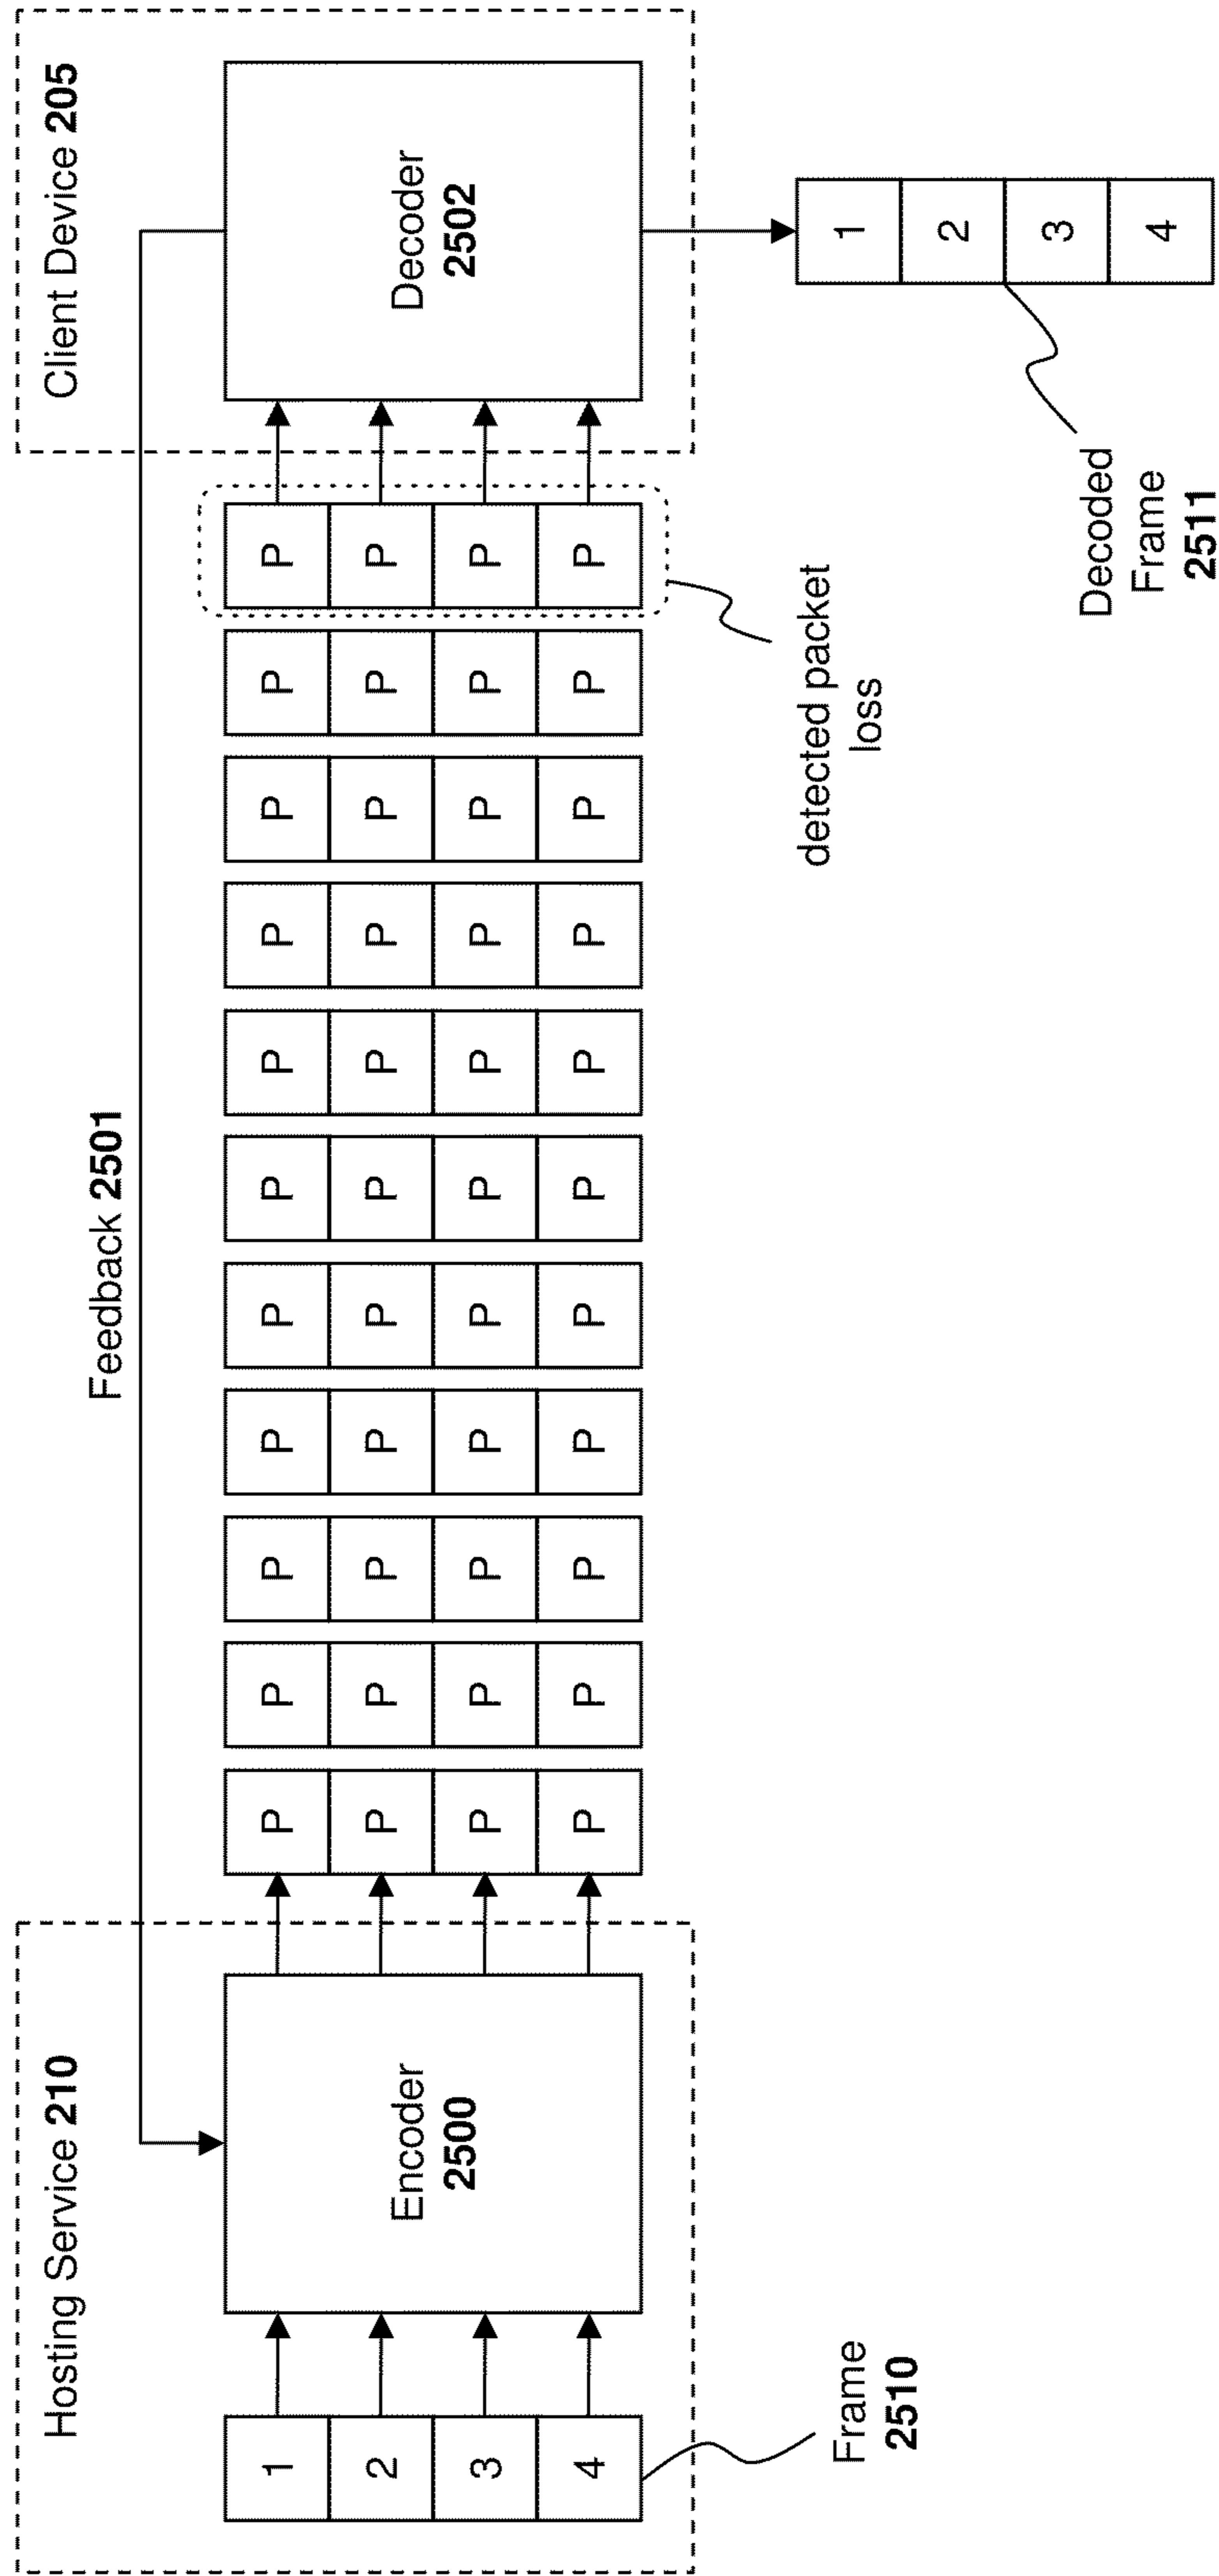 Hosting Service 210
Client Device 205
Feedback 2501
1
P P P P P P P P P P P
2
P P P P P P P P P P P
3
P P P P P P P P P P P
4
P P P P P P P P P P P
Encoder
2500
Decoder
2502
Frame
2510
detected packet
loss
1
2
3
4
Decoded
Frame
2511